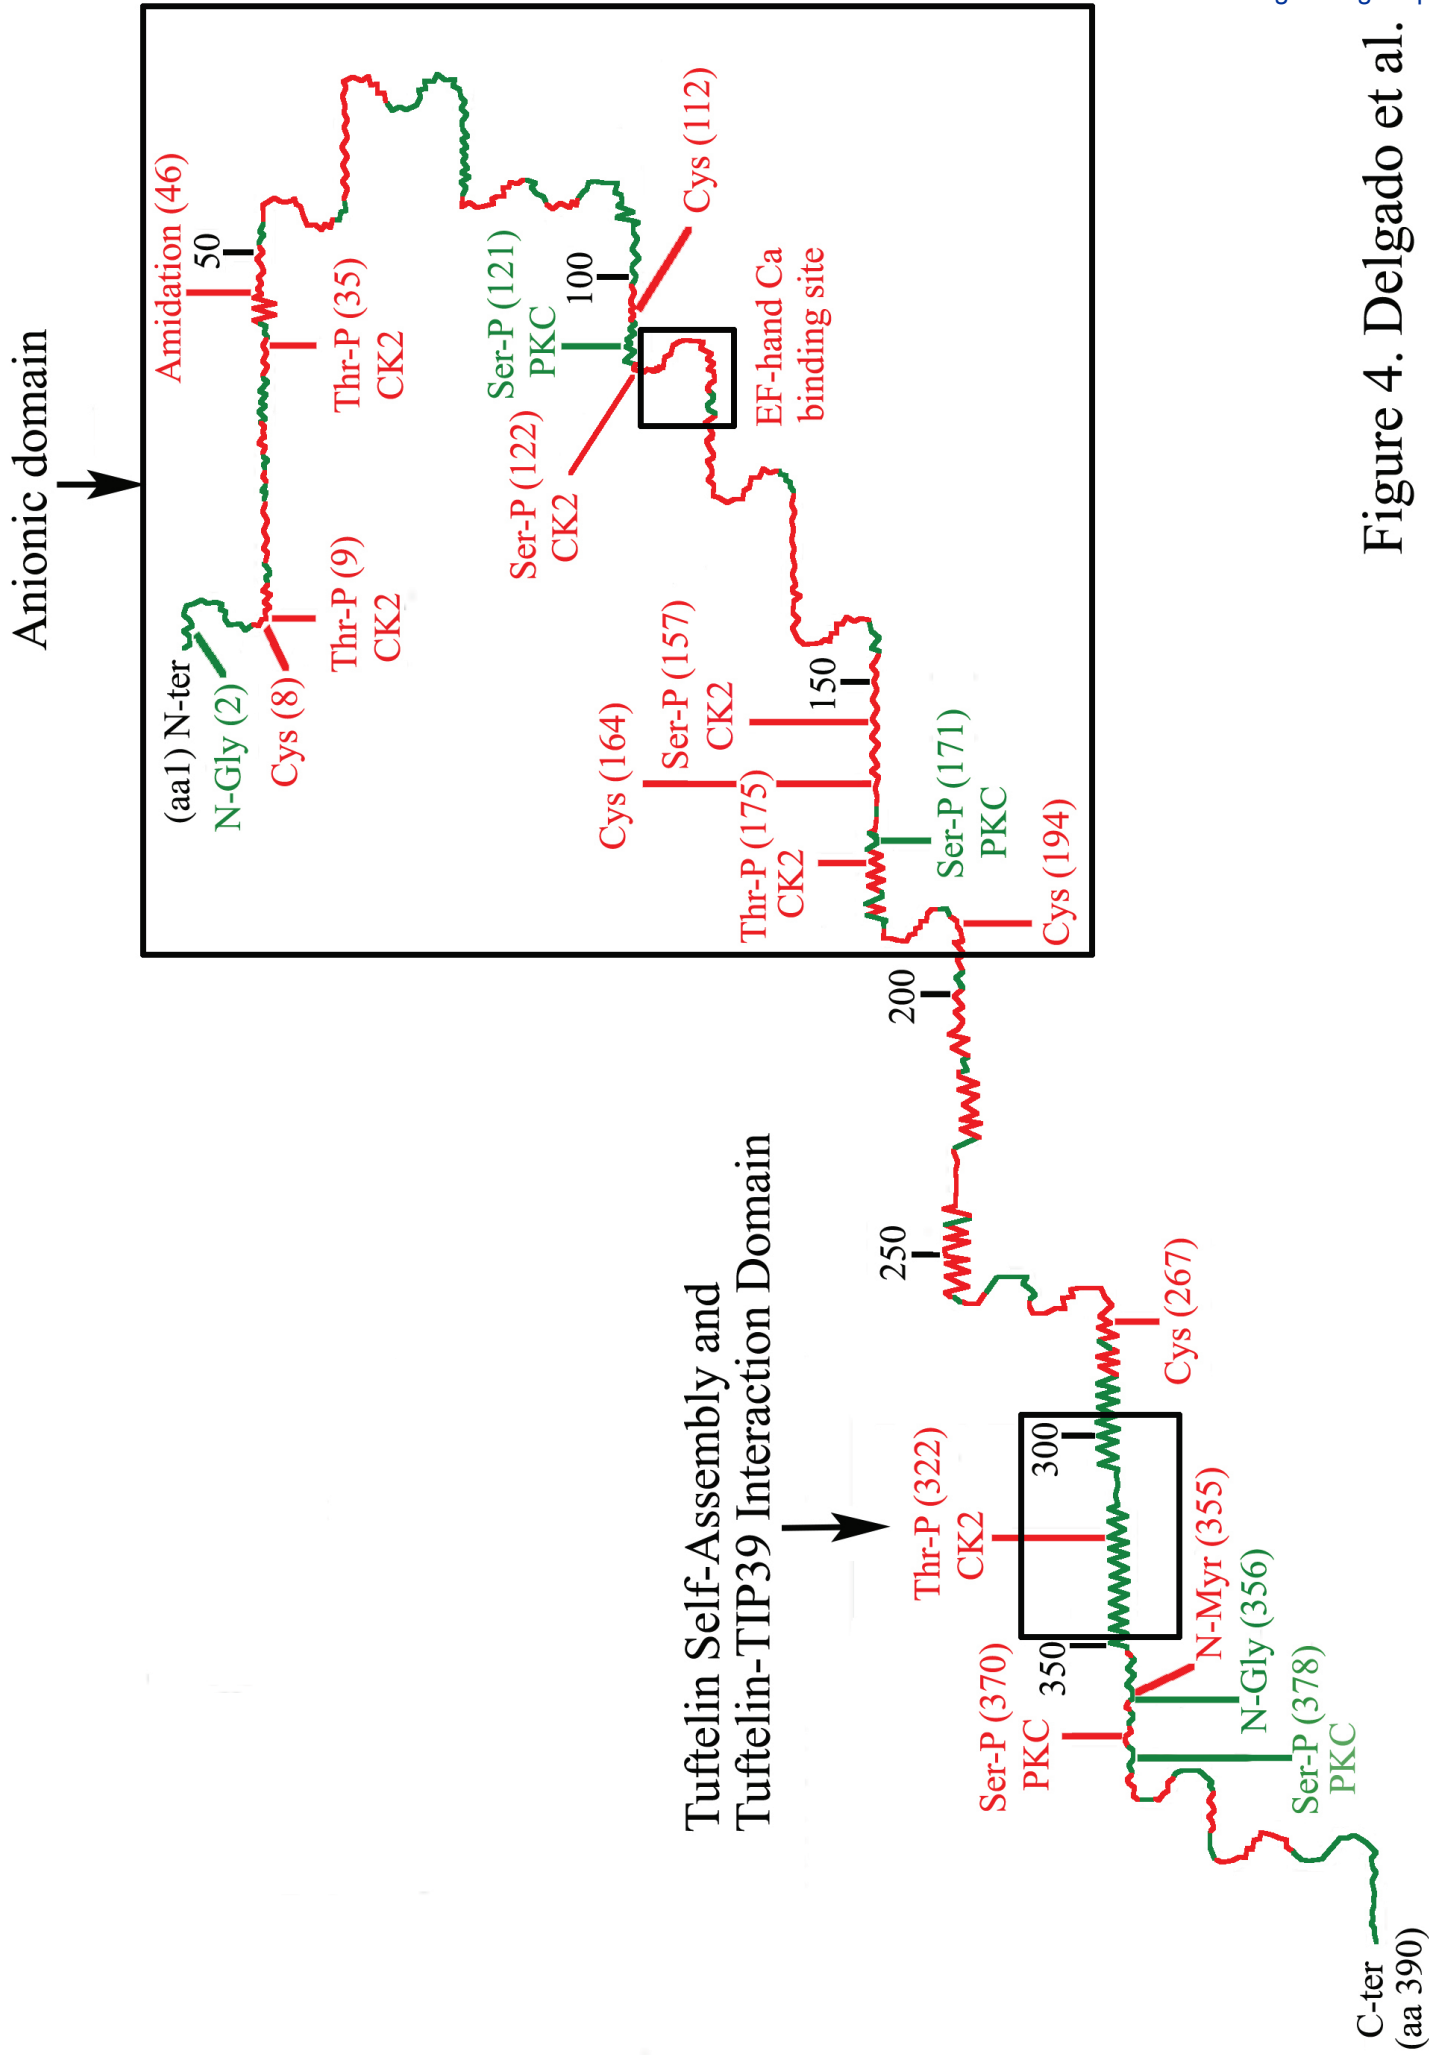 Anionic domain
(aa1) N-ter
N-Gly (2)
Cys (8)
Thr-P (9)
CK2
Thr-P (35)
CK2
Amidation (46)
50
100
Cys (112)
Ser-P (121)
PKC
Ser-P (122)
CK2
EF-hand Ca
binding site
150
Ser-P (157)
CK2
Cys (164)
Ser-P (171)
PKC
Thr-P (175)
CK2
Cys (194)
200
250
Cys (267)
Tuftelin Self-Assembly and
Tuftelin-TIP39 Interaction Domain
300
Thr-P (322)
CK2
350
N-Myr (355)
N-Gly (356)
Ser-P (370)
PKC
Ser-P (378)
PKC
C-ter
(aa 390)
Figure 4. Delgado et al.